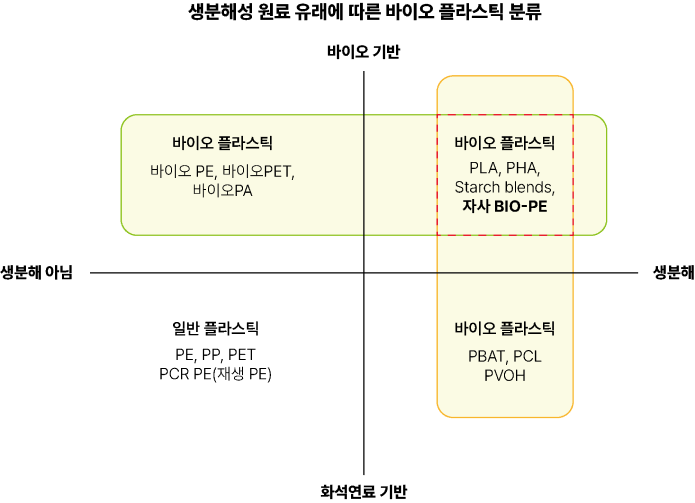 생분해성 원료 유래에 따른 바이오 플라스틱 분류
바이오 기반
바이오 플라스틱
바이오 PE, 바이오PET,
바이오PA
바이오 플라스틱
PLA, PHA,
Starch blends,
자사 BIO-PE
생분해 아님
생분해
일반 플라스틱
PE, PP, PET
PCR PE(재생 PE)
바이오 플라스틱
PBAT, PCL
PVOH
화석연료 기반